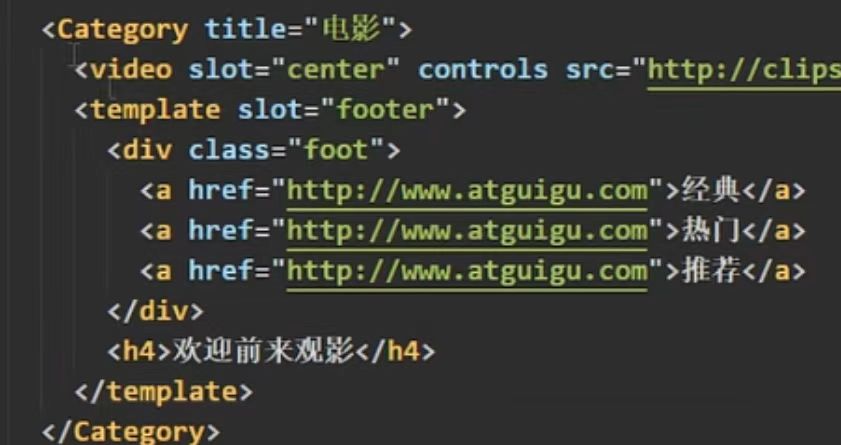 <Category title="电影">
<video slot="center" controls src="http://clips
<template slot="footer">
<div class="foot">
<a href="http://www.atguigu.com">经典</a>
<a href="http://www.atguigu.com">热门</a>
<a href="http://www.atguigu.com">推荐</a>
</div>
<h4>欢迎前来观影</h4>
</template>
</Category>